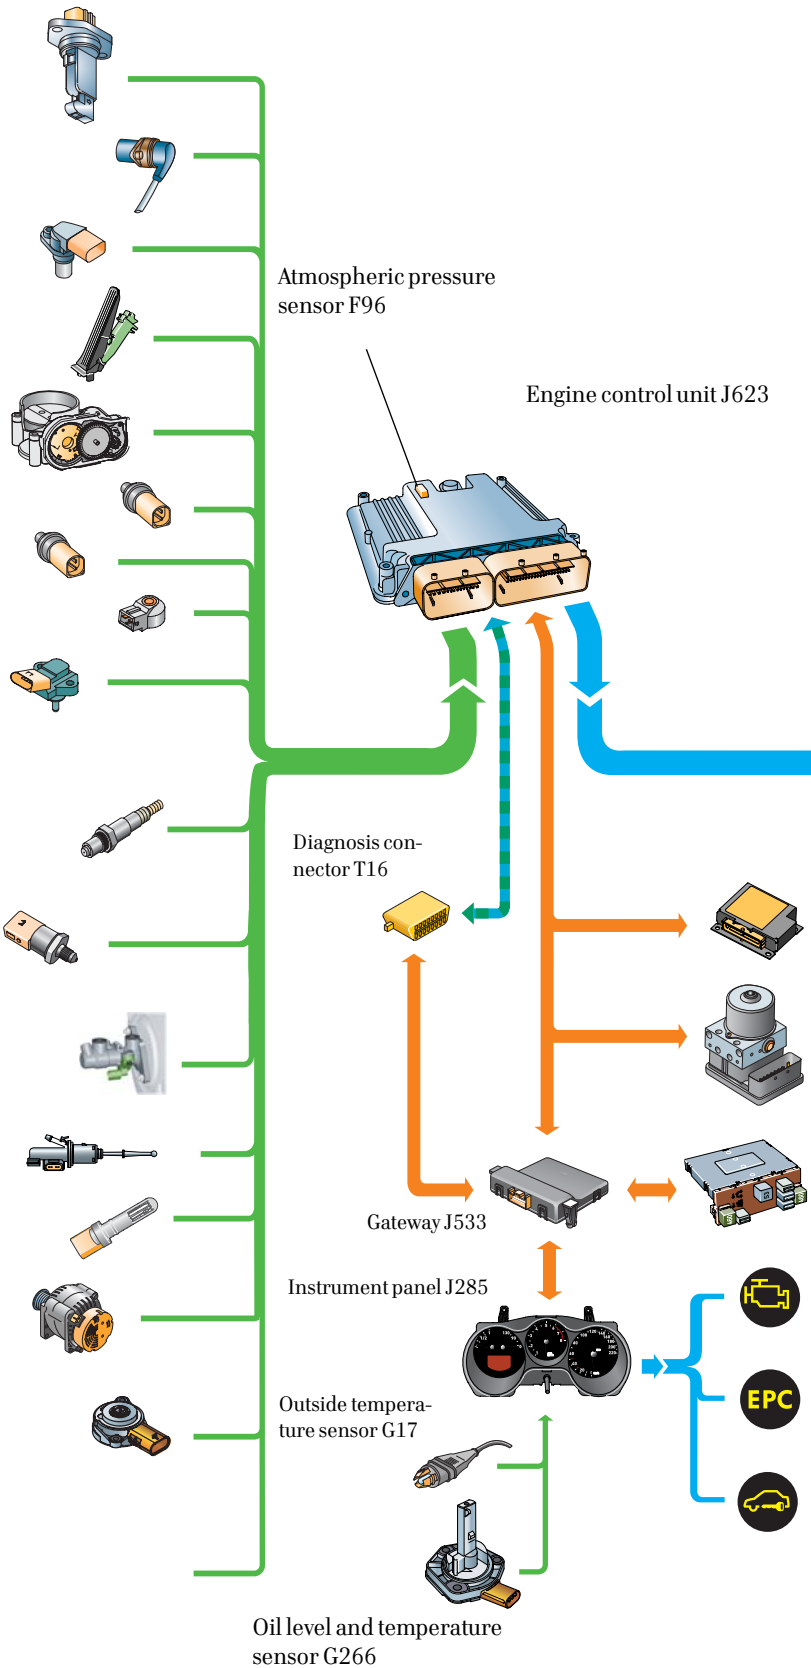 Atmospheric pressure
sensor F96
Engine control unit J623
Diagnosis con-
nector T16
Gateway J533
Instrument panel J285
EPC
Outside tempera-
ture sensor G17
Oil level and temperature
sensor G266